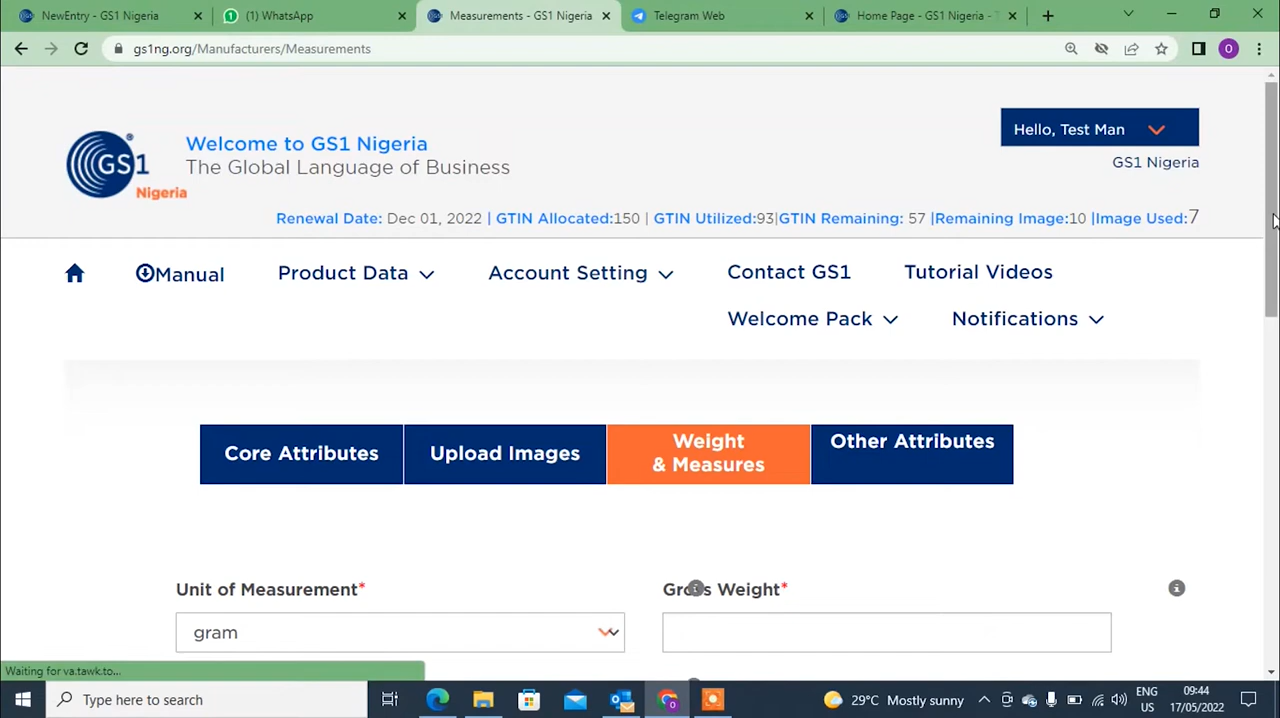 NewEntry - GS1 Nigeria
(1) WhatsApp
Measurements - GS1 Nigeria
Telegram Web
Home Page - GS1 Nigeria -
gs1ng.org/Manufacturers/Measurements
O
GS1
Nigeria
Welcome to GS1 Nigeria
The Global Language of Business
Hello, Test Man
GS1 Nigeria
Renewal Date: Dec 01, 2022 | GTIN Allocated:150 | GTIN Utilized:93|GTIN Remaining: 57 |Remaining Image:10 |Image Used:7
Manual
Product Data
Account Setting
Contact GS1
Tutorial Videos
Welcome Pack
Notifications
Core Attributes
Upload Images
Weight
& Measures
Other Attributes
Unit of Measurement*
Gross Weight*
gram
Waiting for va.tawk.to...
Type here to search
29°C Mostly sunny
ENG
US
09:44
17/05/2022